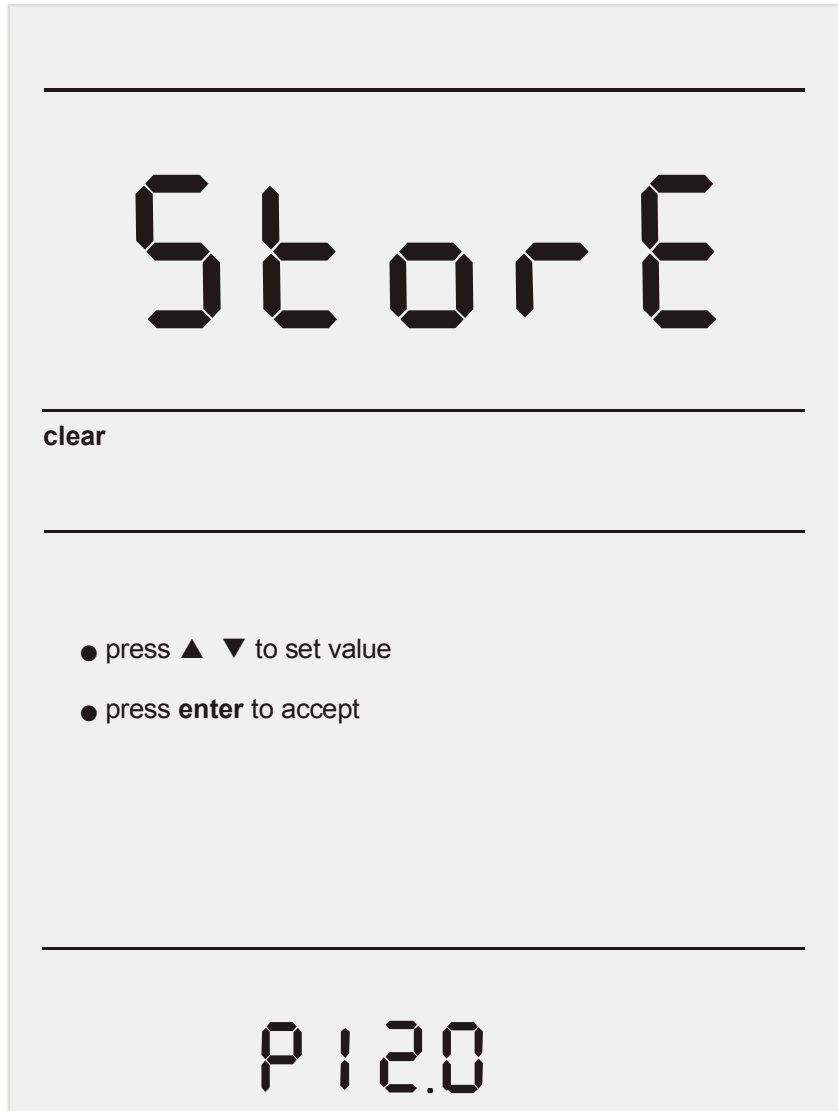 StorE
clear
● press ▲ ▼ to set value
● press enter to accept
P12.0